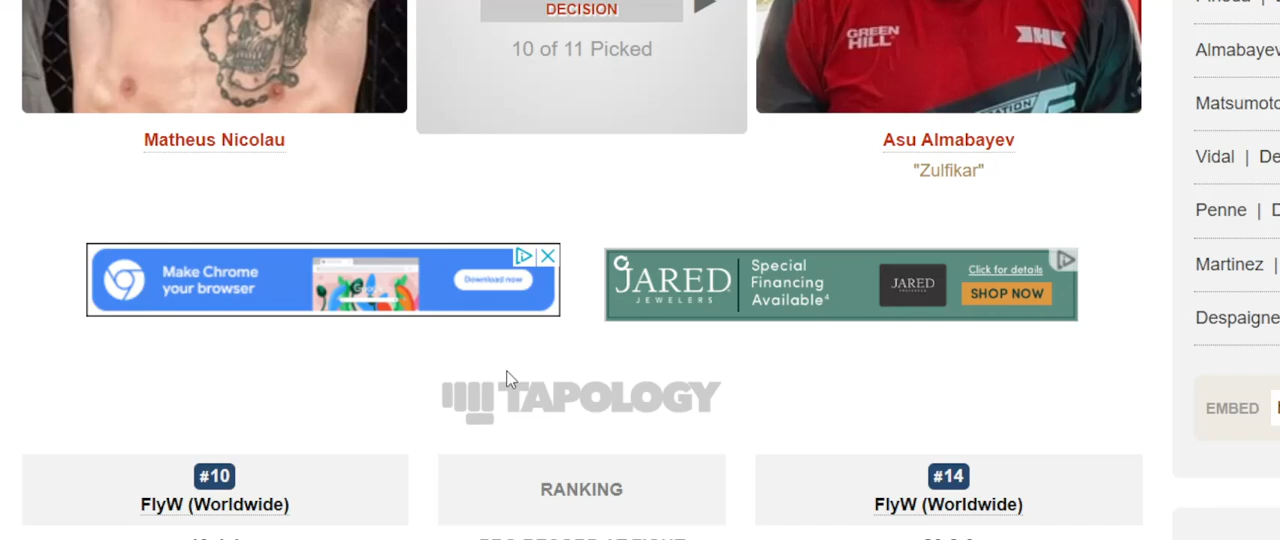 DECISION
10 of 11 Picked
GREEN
HILL
Matheus Nicolau
Asu Almabayev
"Zulfikar"
Make Chrome
your browser
Download now
JARED
JEWELERS
Special
Financing
Available⁴
JARED
Click for details
SHOP NOW
TAPOLOGY
#10
FlyW (Worldwide)
RANKING
#14
FlyW (Worldwide)
Almabayev
Matsumoto
Vidal |
Penne |
Martinez |
Despaigne
EMBED